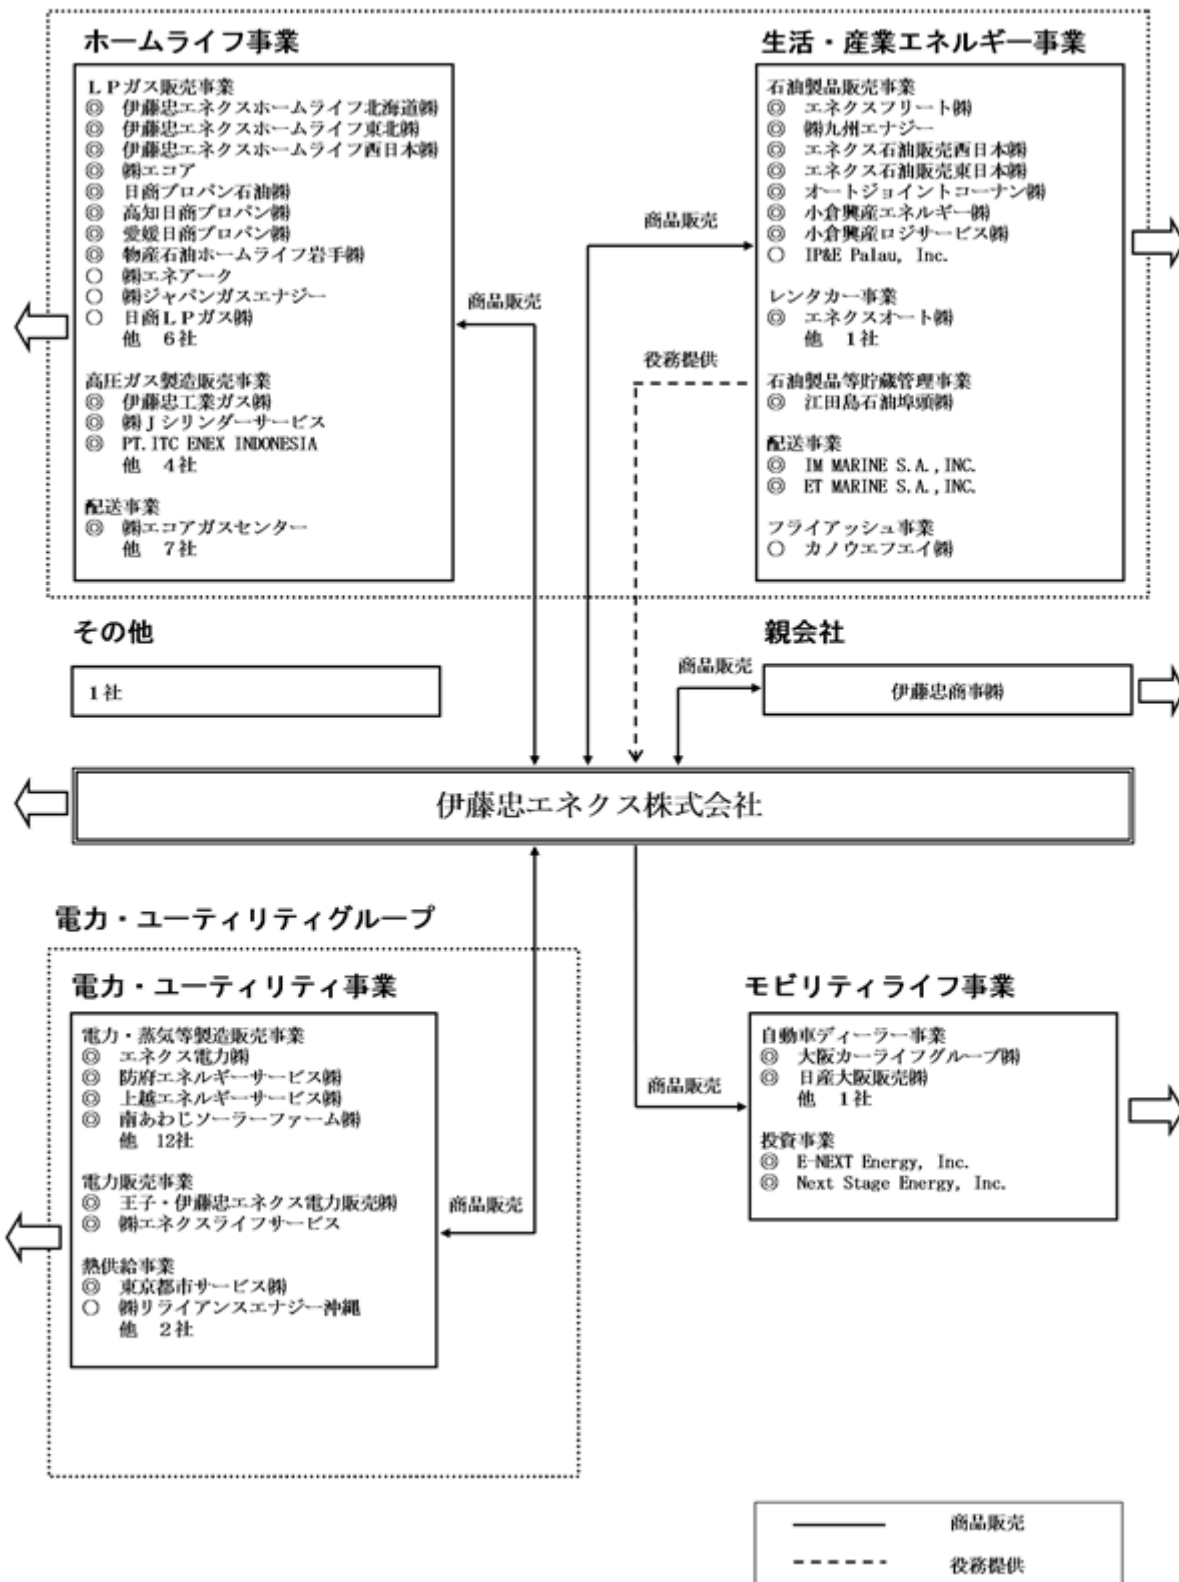 ホームライフ事業
ＬＰガス販売事業
◎ 伊藤忠エネクスホームライフ北海道㈱
◎ 伊藤忠エネクスホームライフ東北㈱
◎ 伊藤忠エネクスホームライフ西日本㈱
◎ ㈱エコア
◎ 日商プロパン石油㈱
◎ 高知日商プロパン㈱
◎ 愛媛日商プロパン㈱
◎ 物産石油ホームライフ岩手㈱
○ ㈱エネアーク
○ ㈱ジャパンガスエナジー
○ 日商ＬＰガス㈱
他 6社
高圧ガス製造販売事業
◎ 伊藤忠工業ガス㈱
◎ ㈱Ｊシリンダーサービス
◎ PT.ITC ENEX INDONESIA
他 4社
配送事業
◎ ㈱エコアガスセンター
他 7社
商品販売
商品販売
役務提供
生活・産業エネルギー事業
石油製品販売事業
◎ エネクスフリート㈱
◎ ㈱九州エナジー
◎ エネクス石油販売西日本㈱
◎ エネクス石油販売東日本㈱
◎ オートジョイントコーナン㈱
◎ 小倉興産エネルギー㈱
◎ 小倉興産ロジサービス㈱
○ IP&E Palau, Inc.
レンタカー事業
◎ エネクスオート㈱
他 1社
石油製品等貯蔵管理事業
◎ 江田島石油埠頭㈱
配送事業
◎ IM MARINE S.A.,INC.
◎ ET MARINE S.A.,INC.
フライアッシュ事業
○ カノウエフエイ㈱
その他
1社
親会社
商品販売
伊藤忠商事㈱
伊藤忠エネクス株式会社
電力・ユーティリティグループ
電力・ユーティリティ事業
電力・蒸気等製造販売事業
◎ エネクス電力㈱
◎ 防府エネルギーサービス㈱
◎ 上越エネルギーサービス㈱
◎ 南あわじソーラーファーム㈱
他 12社
電力販売事業
◎ 王子・伊藤忠エネクス電力販売㈱
◎ ㈱エネクスライフサービス
熱供給事業
◎ 東京都市サービス㈱
○ ㈱リライアンスエナジー沖縄
他 2社
商品販売
商品販売
モビリティライフ事業
自動車ディーラー事業
◎ 大阪カーライフグループ㈱
◎ 日産大阪販売㈱
他 1社
投資事業
◎ E-NEXT Energy, Inc.
◎ Next Stage Energy, Inc.
商品販売
役務提供